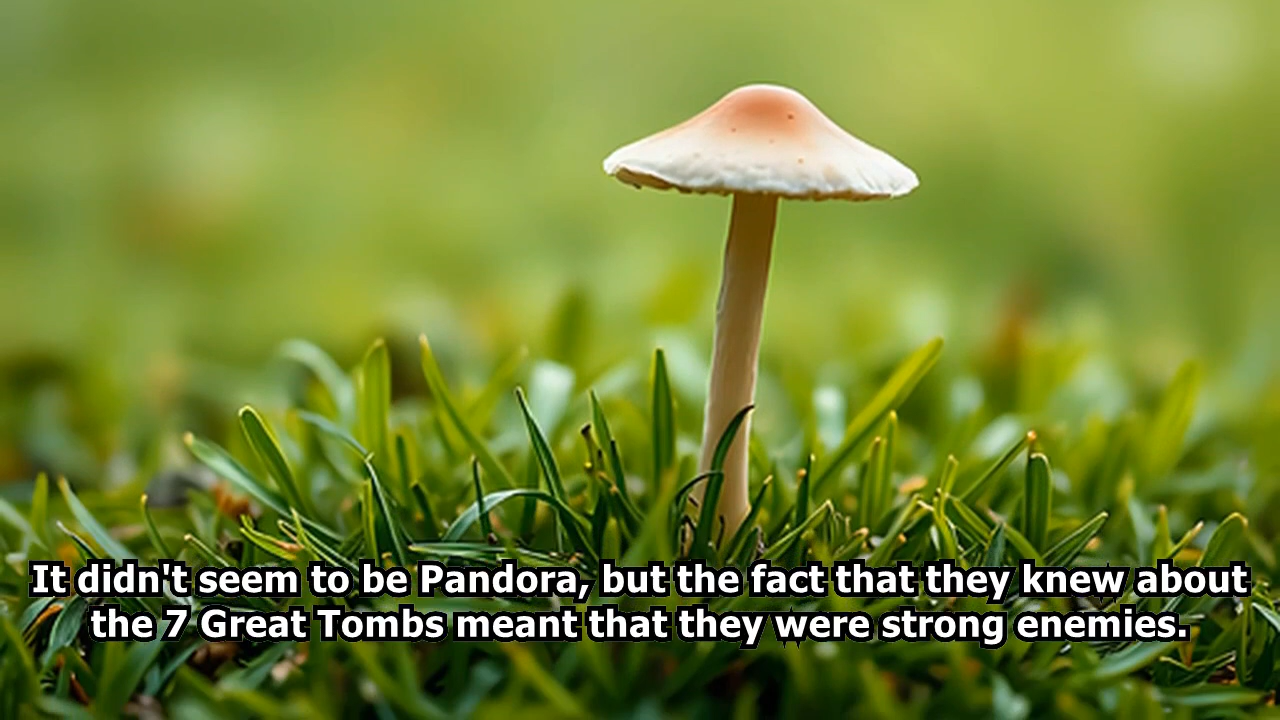 It didn't seem to be Pandora, but the fact that they knew about
the 7 Great Tombs meant that they were strong enemies.